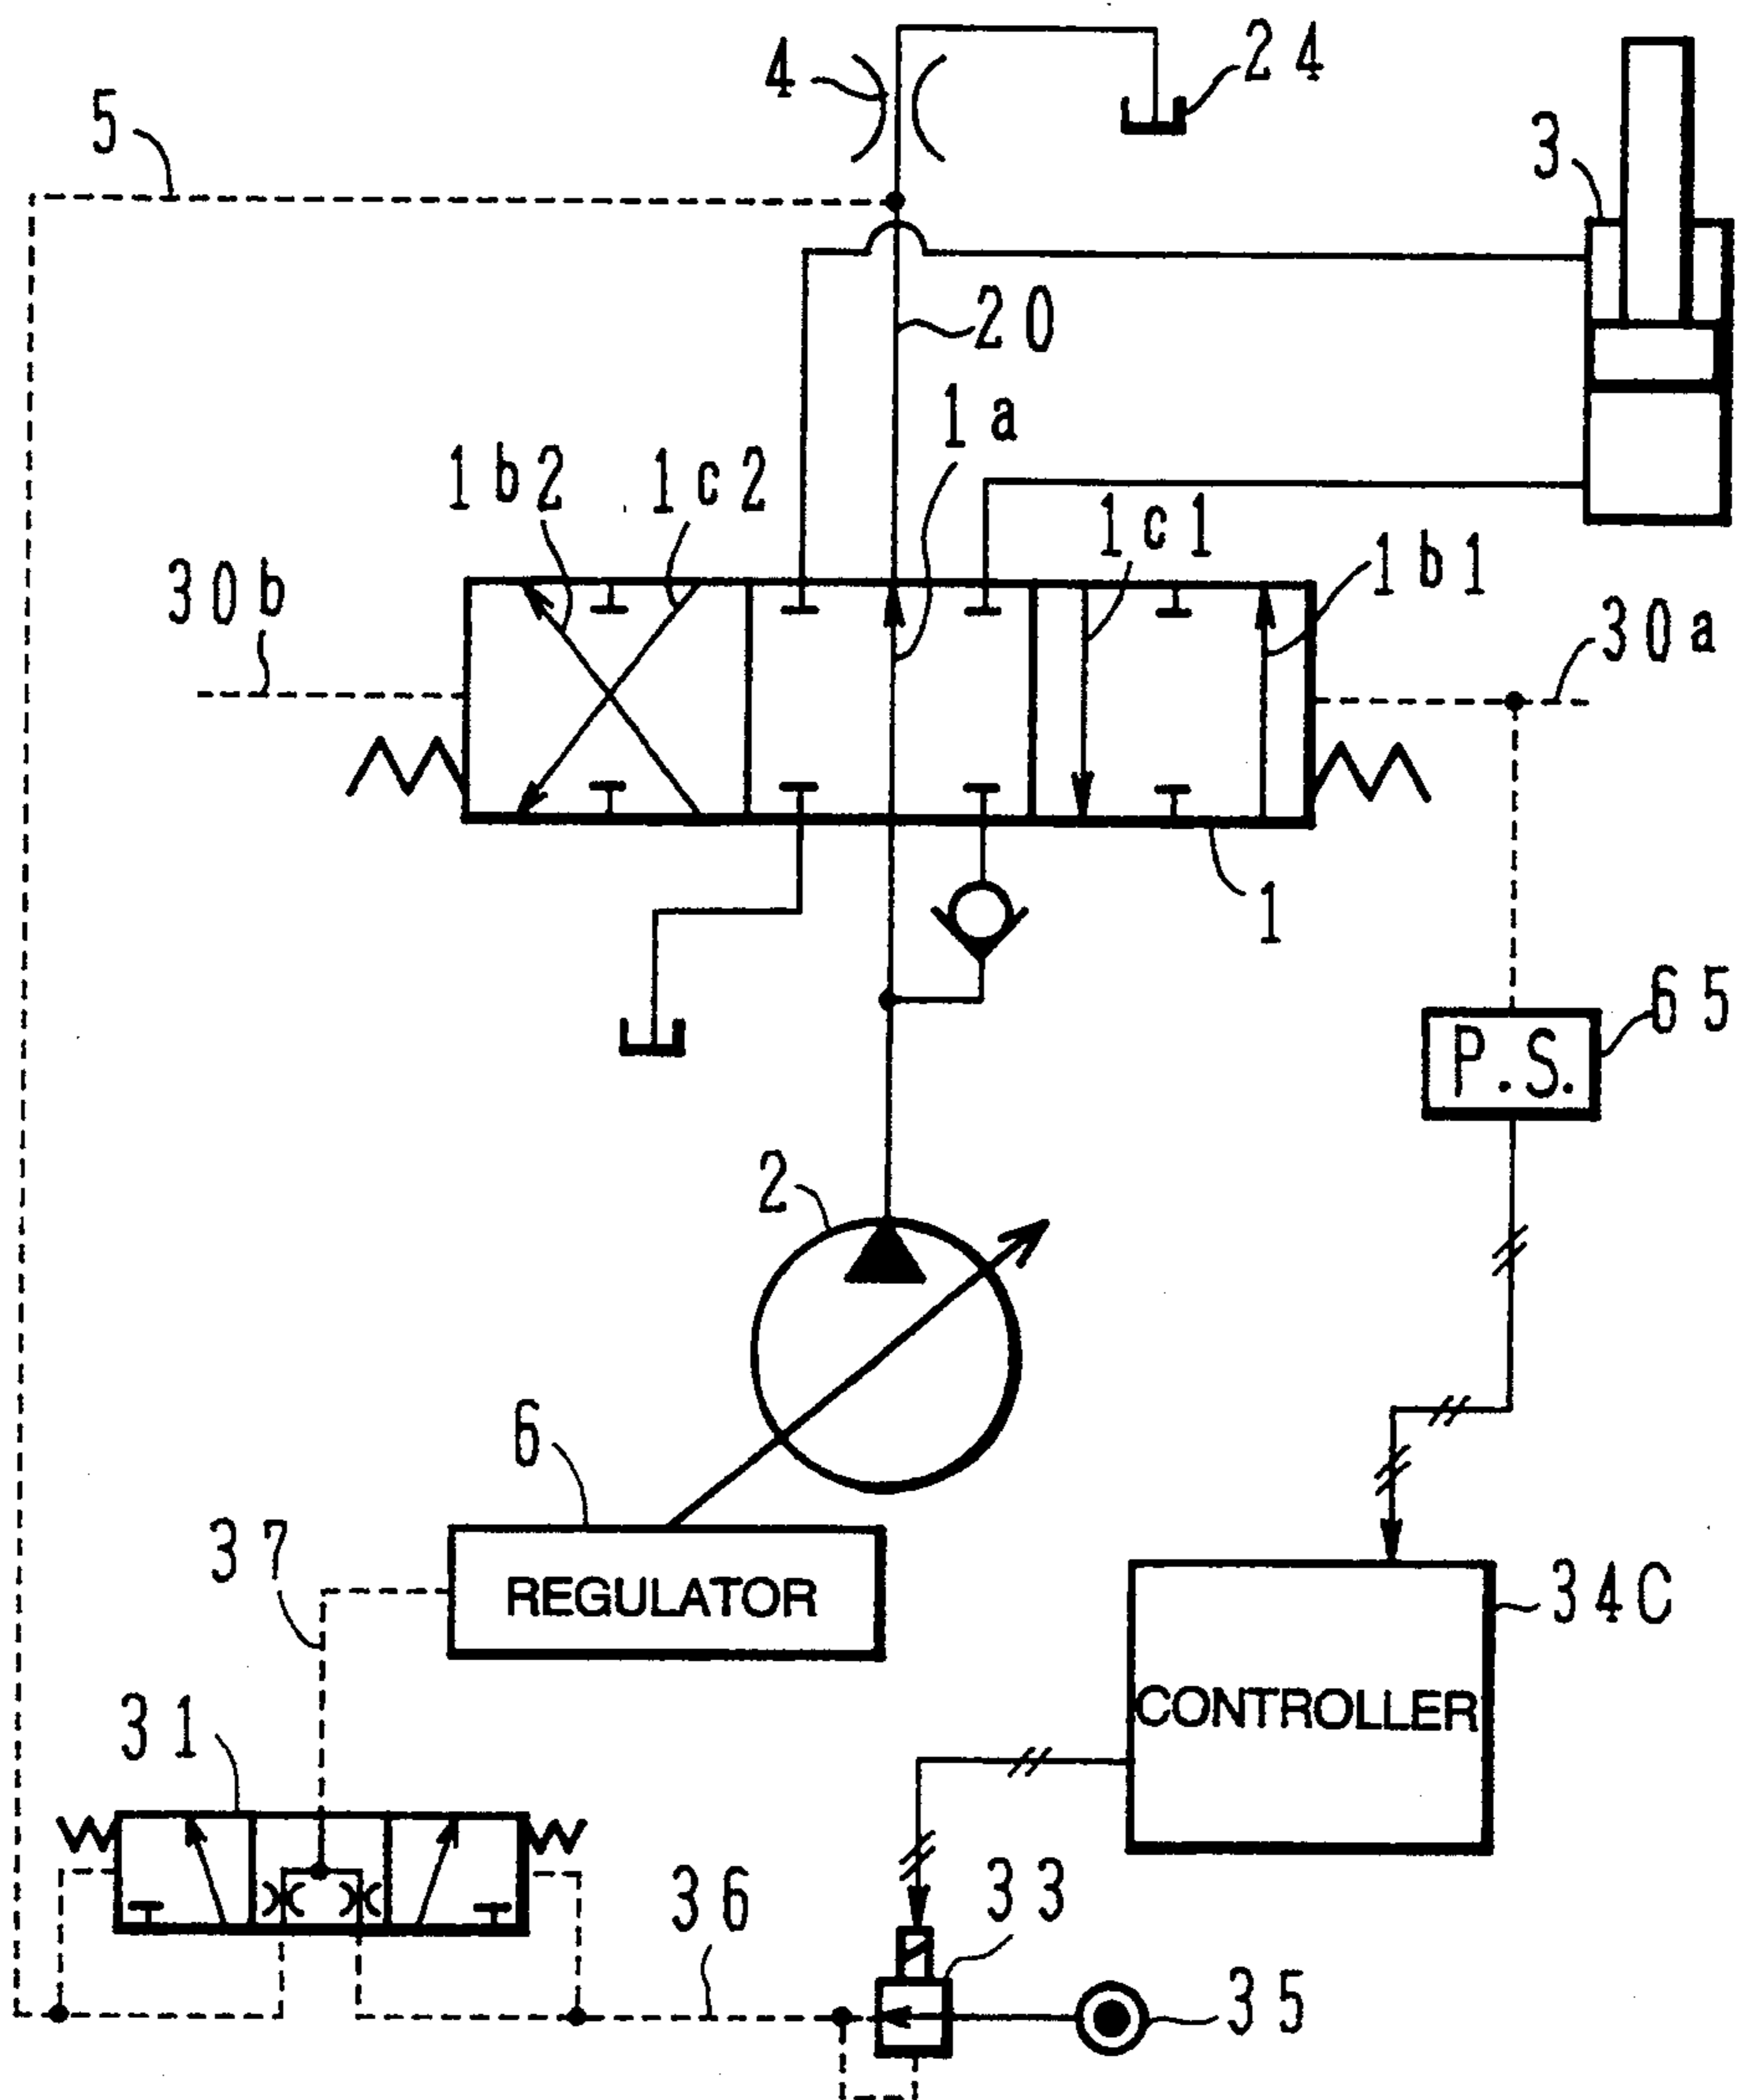 4
24
5
3
20
1a
1b2
1c2
1c1
1b1
30b
30a
1
65
P.S.
2
6
37
REGULATOR
34C
CONTROLLER
31
36
33
35